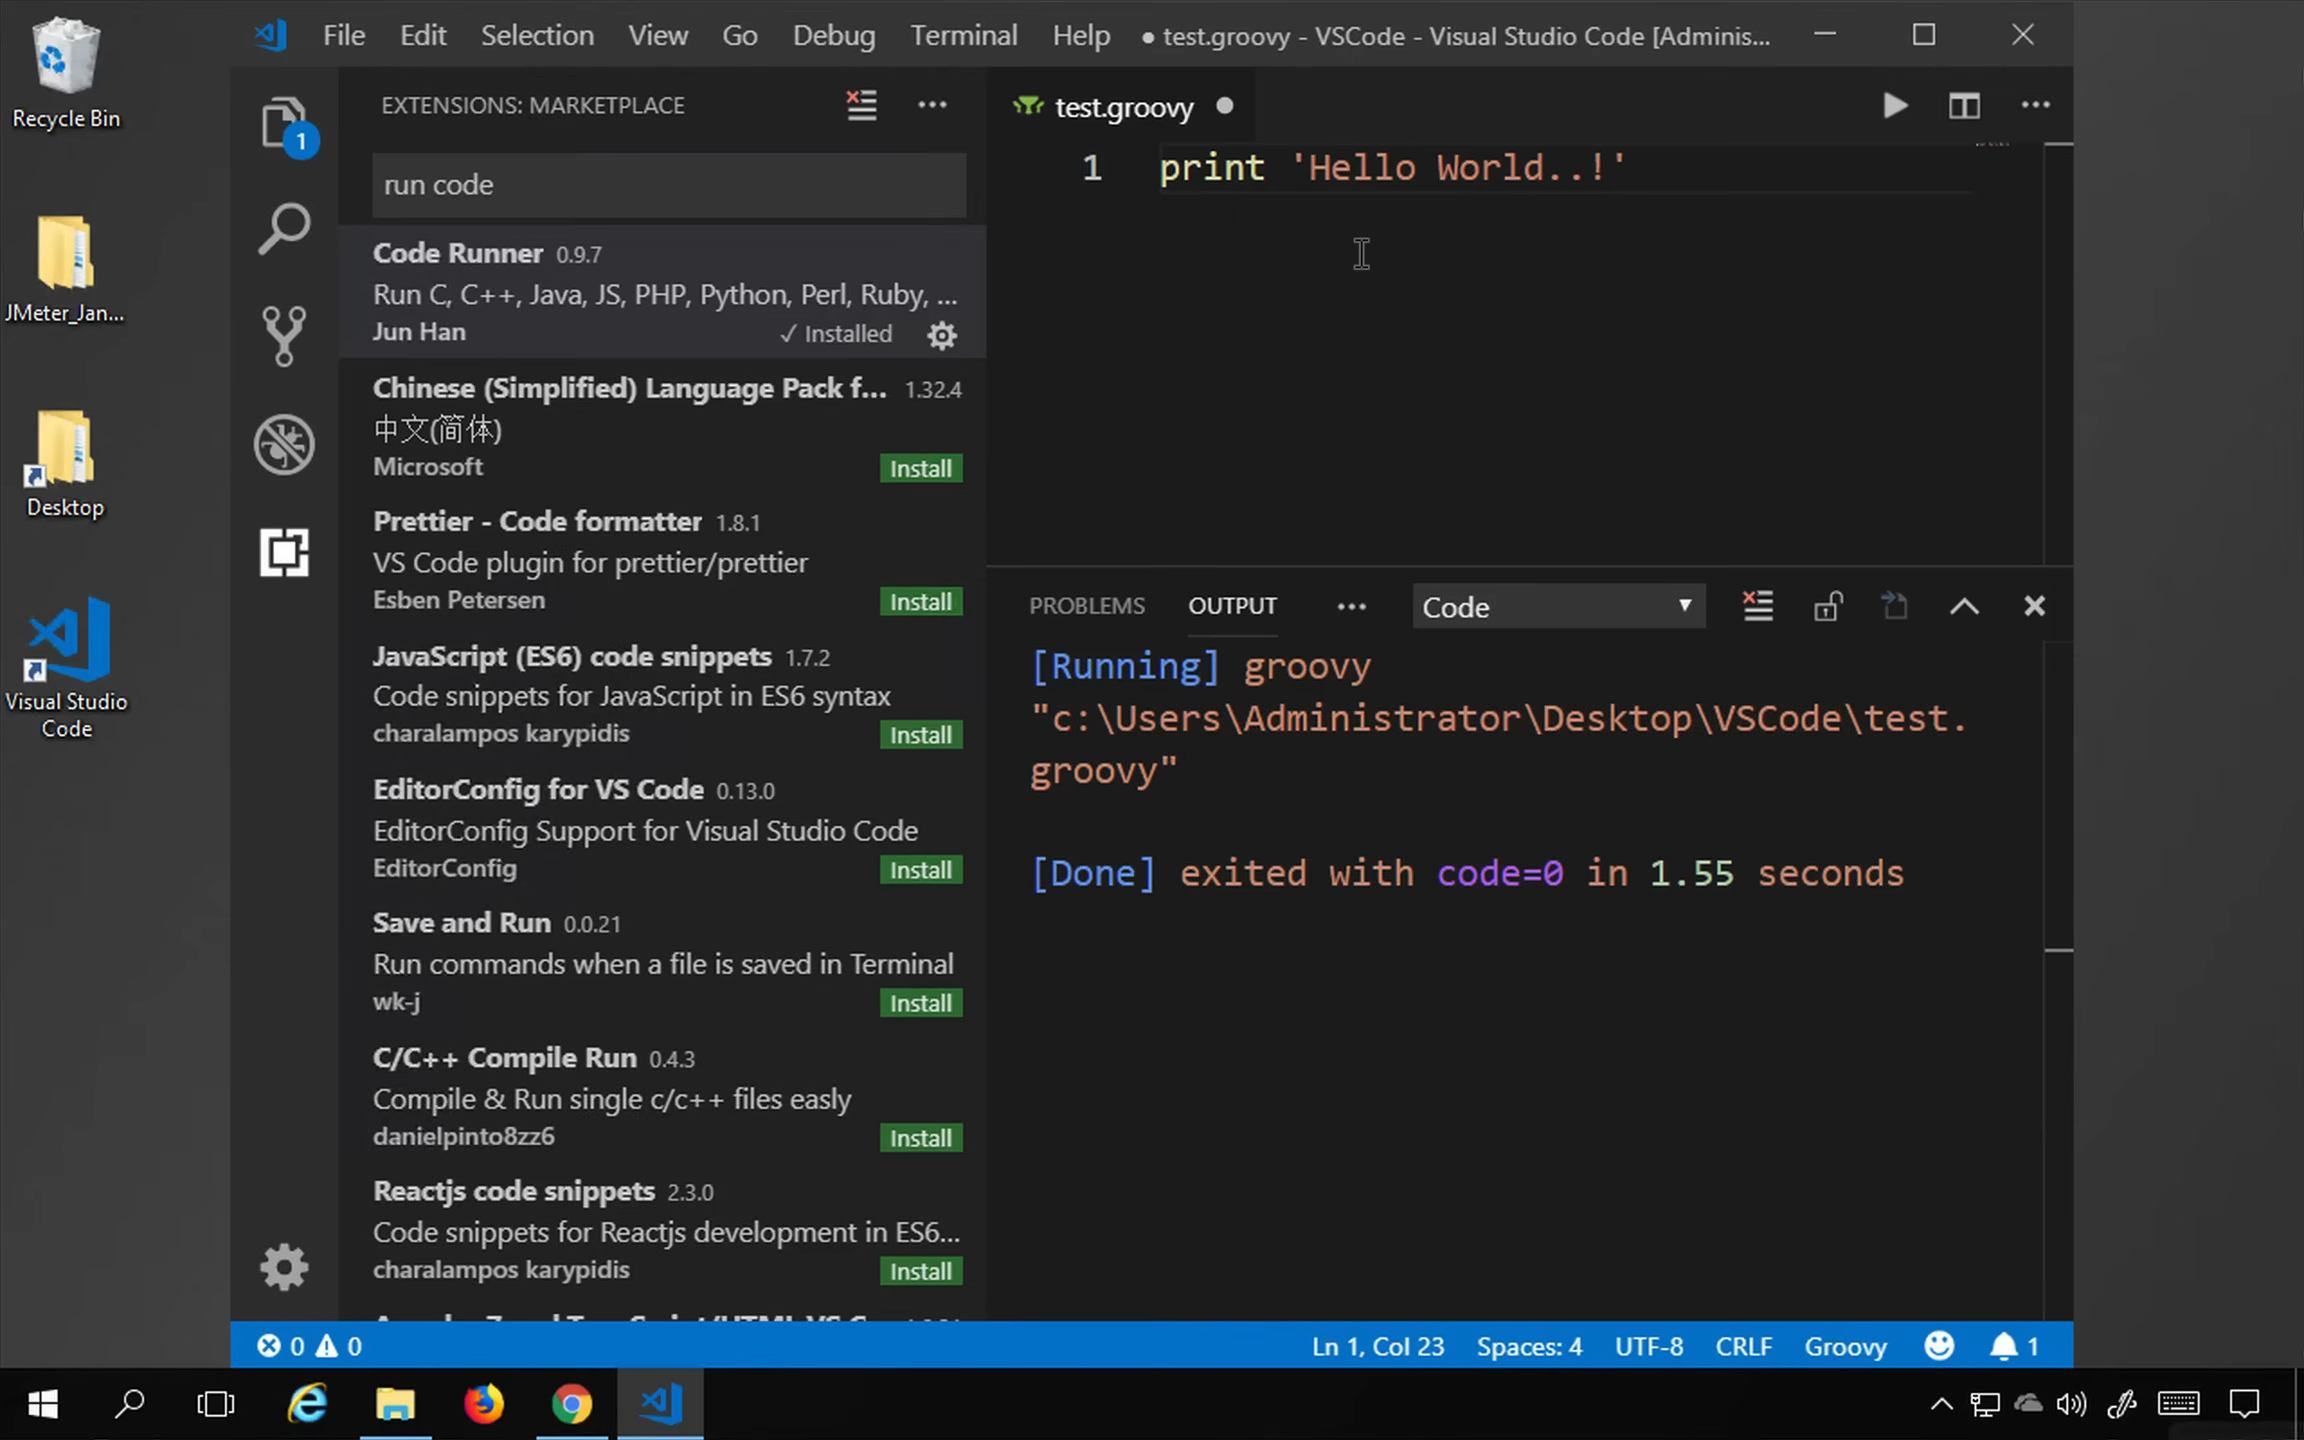 Recycle Bin
JMeter_Jan...
Desktop
Visual Studio
Code
File Edit Selection View Go Debug Terminal Help ● test.groovy - VSCode - Visual Studio Code [Adminis...
1
EXTENSIONS: MARKETPLACE
run code
Code Runner 0.9.7
Run C, C++, Java, JS, PHP, Python, Perl, Ruby, ...
Jun Han ✓ Installed
Chinese (Simplified) Language Pack f... 1.32.4
中文(简体)
Microsoft Install
Prettier - Code formatter 1.8.1
VS Code plugin for prettier/prettier
Esben Petersen Install
JavaScript (ES6) code snippets 1.7.2
Code snippets for JavaScript in ES6 syntax
charalampos karypidis Install
EditorConfig for VS Code 0.13.0
EditorConfig Support for Visual Studio Code
EditorConfig Install
Save and Run 0.0.21
Run commands when a file is saved in Terminal
wk-j Install
C/C++ Compile Run 0.4.3
Compile & Run single c/c++ files easly
danielpinto8zz6 Install
Reactjs code snippets 2.3.0
Code snippets for Reactjs development in ES6...
charalampos karypidis Install
test.groovy ●
1 print 'Hello World..!'
PROBLEMS OUTPUT ... Code
[Running] groovy
"c:\Users\Administrator\Desktop\VSCode\test.
groovy"
[Done] exited with code=0 in 1.55 seconds
0 0 Ln 1, Col 23 Spaces: 4 UTF-8 CRLF Groovy 1